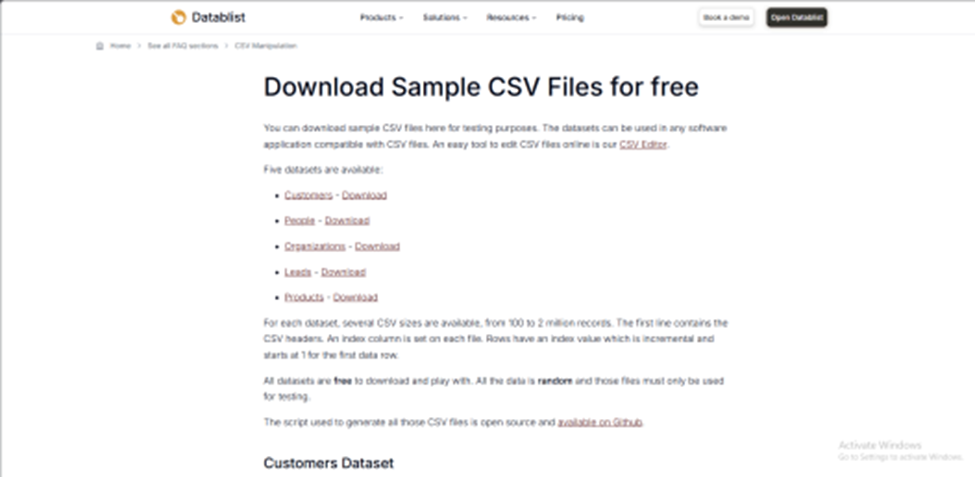 Datablist
Products
Solutions
Resources
Pricing
Book a demo
Open Datablist
Home > See all FAQ sections > CSV Manipulation
Download Sample CSV Files for free
You can download sample CSV files here for testing purposes. The datasets can be used in any software
application compatible with CSV files. An easy tool to edit CSV files online is our CSV Editor.
Five datasets are available:
• Customers - Download
• People - Download
• Organizations - Download
• Leads - Download
• Products - Download
For each dataset, several CSV sizes are available, from 100 to 2 million records. The first line contains the
CSV headers. An index column is set on each file. Rows have an index value which is incremental and
starts at 1 for the first data row.
All datasets are free to download and play with. All the data is random and those files must only be used
for testing.
The script used to generate all those CSV files is open source and available on Github.
Customers Dataset
Activate Windows
Go to Settings to activate Windows.